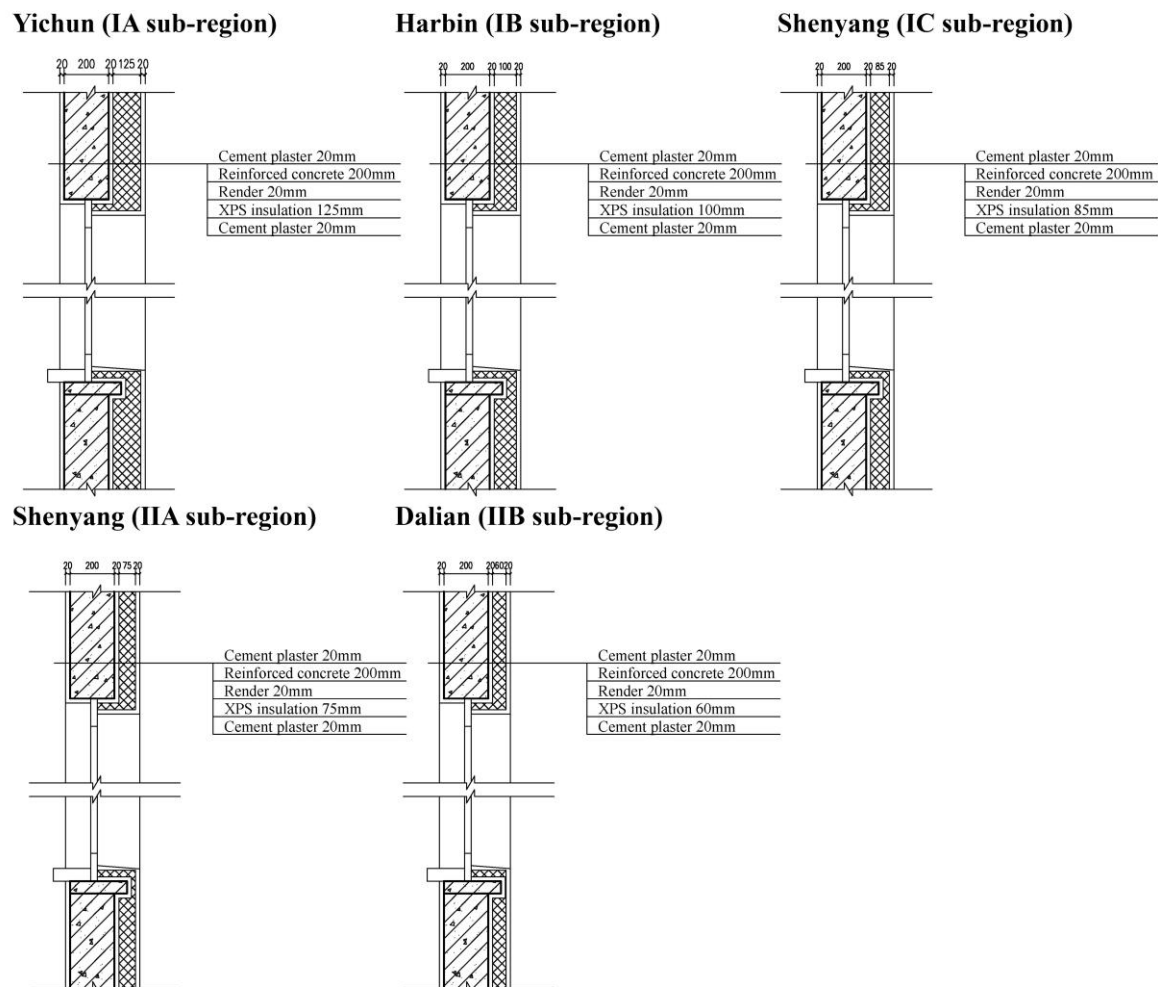 Yichun (IA sub-region)
20 200 20 125 20
Cement plaster 20mm
Reinforced concrete 200mm
Render 20mm
XPS insulation 125mm
Cement plaster 20mm
Harbin (IB sub-region)
20 200 20 100 20
Cement plaster 20mm
Reinforced concrete 200mm
Render 20mm
XPS insulation 100mm
Cement plaster 20mm
Shenyang (IC sub-region)
20 200 20 85 20
Cement plaster 20mm
Reinforced concrete 200mm
Render 20mm
XPS insulation 85mm
Cement plaster 20mm
Shenyang (IIA sub-region)
20 200 20 75 20
Cement plaster 20mm
Reinforced concrete 200mm
Render 20mm
XPS insulation 75mm
Cement plaster 20mm
Dalian (IIB sub-region)
20 200 20 60 20
Cement plaster 20mm
Reinforced concrete 200mm
Render 20mm
XPS insulation 60mm
Cement plaster 20mm